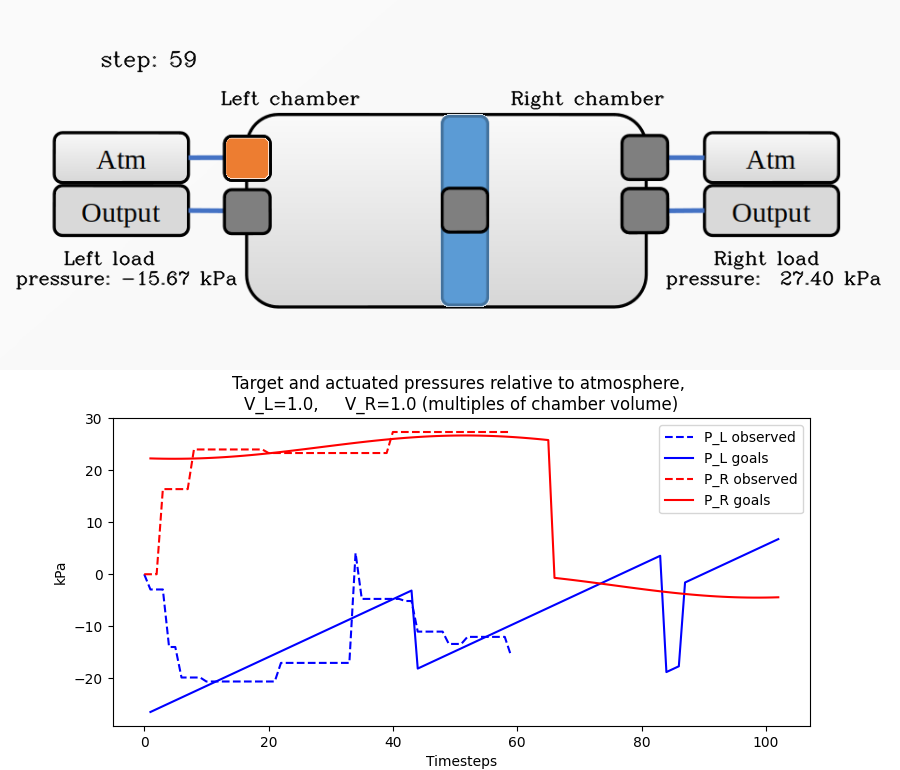 step: 59
Left chamber
Right chamber
Atm
Atm
Output
Output
Left load
pressure: −15.67 kPa
Right load
pressure: 27.40 kPa
Target and actuated pressures relative to atmosphere,
V_L=1.0, V_R=1.0 (multiples of chamber volume)
P_L observed
P_L goals
P_R observed
P_R goals
kPa
30
20
10
0
−10
−20
0
20
40
60
80
100
Timesteps